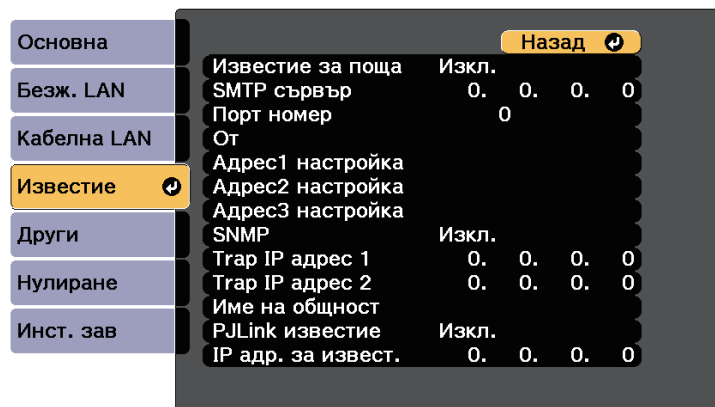 Основна
Безж. LAN
Кабелна LAN
Известие
Други
Нулиране
Инст. зав
Назад
Известие за поща Изкл.
SMTP сървър 0. 0. 0. 0
Порт номер 0
От
Адрес1 настройка
Адрес2 настройка
Адрес3 настройка
SNMP Изкл.
Trap IP адрес 1 0. 0. 0. 0
Trap IP адрес 2 0. 0. 0. 0
Име на общност
PJLink известие Изкл.
IP адр. за извест. 0. 0. 0. 0